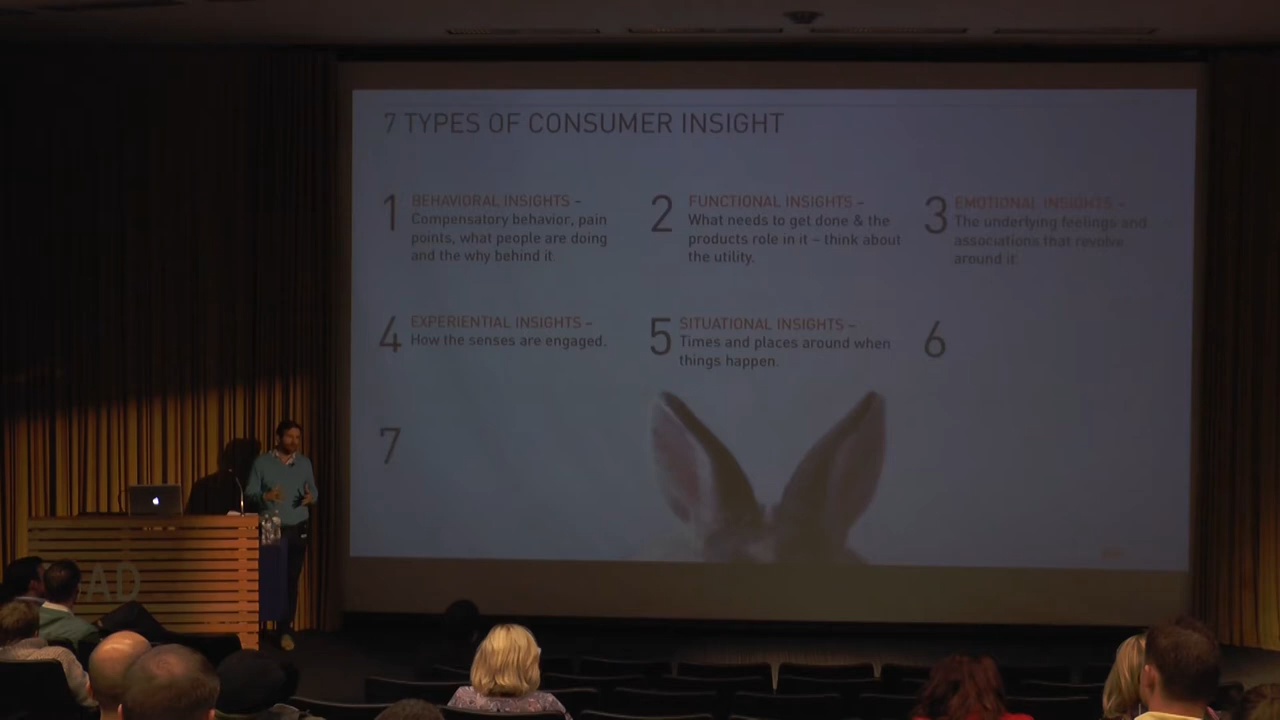 7 TYPES OF CONSUMER INSIGHT
1
BEHAVIORAL INSIGHTS –
Compensatory behavior, pain
points, what people are doing
and the why behind it
2
FUNCTIONAL INSIGHTS –
What needs to get done & the
products role in it – think about
the utility.
3
EMOTIONAL INSIGHTS –
The underlying feelings and
associations that revolve
around it.
4
EXPERIENTIAL INSIGHTS –
How the senses are engaged.
5
SITUATIONAL INSIGHTS –
Times and places around when
things happen.
6
7
AD